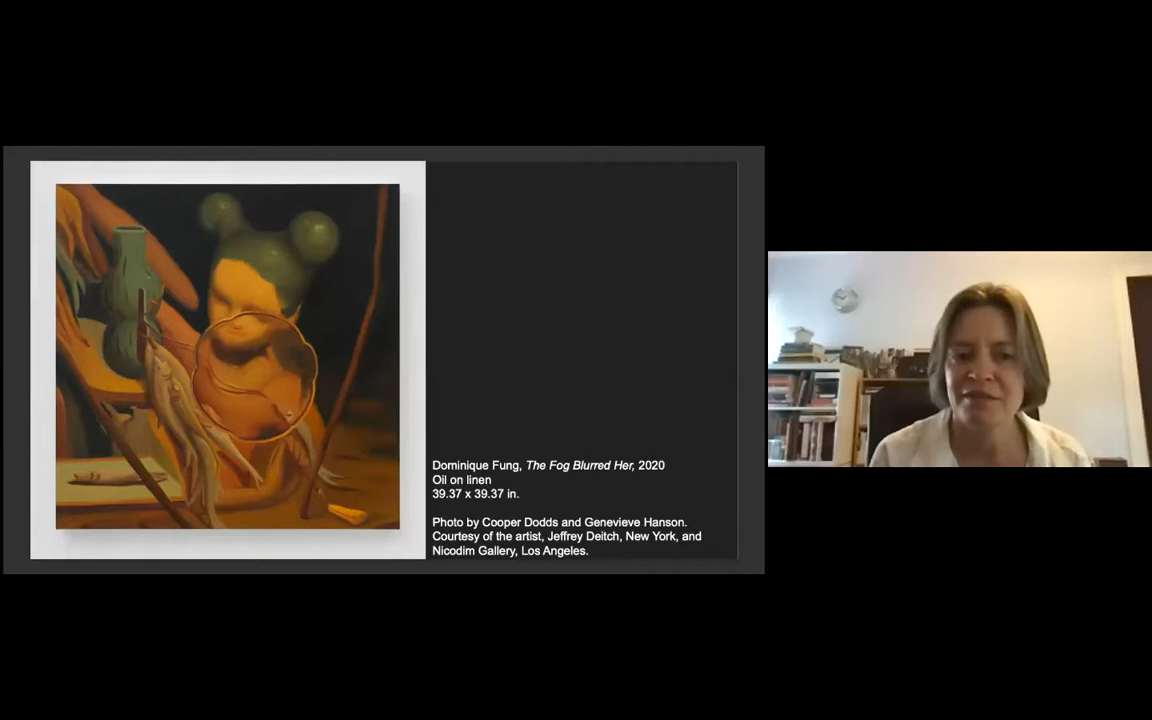 Dominique Fung, The Fog Blurred Her, 2020
Oil on linen
39.37 x 39.37 in.
Photo by Cooper Dodds and Genevieve Hanson.
Courtesy of the artist, Jeffrey Deitch, New York, and
Nicodim Gallery, Los Angeles.